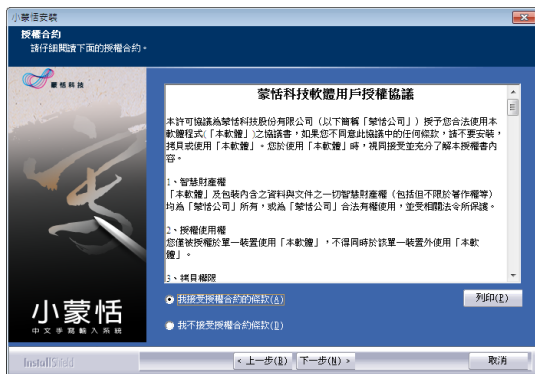 小蒙恬安裝
授權合約
請仔細閱讀下面的授權合約。
蒙恬科技
蒙恬科技軟體用戶授權協議
本許可協議為蒙恬科技股份有限公司(以下簡稱「蒙恬公司」)授予您合法使用本
軟體程式(「本軟體」)之協議書,如果您不同意此協議中的任何條款,請不要安裝,
拷貝或使用「本軟體」。您於使用「本軟體」時,視同接受並充分了解本授權書內
容。
1、智慧財產權
「本軟體」及包裝內含之資料與文件之一切智慧財產權(包括但不限於著作權等)
均為「蒙恬公司」所有,或為「蒙恬公司」合法有權使用,並受相關法令所保護。
2、授權使用權
您僅被授權於單一裝置使用「本軟體」,不得同時於該單一裝置外使用「本軟
體」。
3、拷貝權限
我接受授權合約的條款(A)
列印(P)
我不接受授權合約條款(D)
小蒙恬
中文手寫輸入系統
InstallShield
< 上一步(B)
下一步(N) >
取消